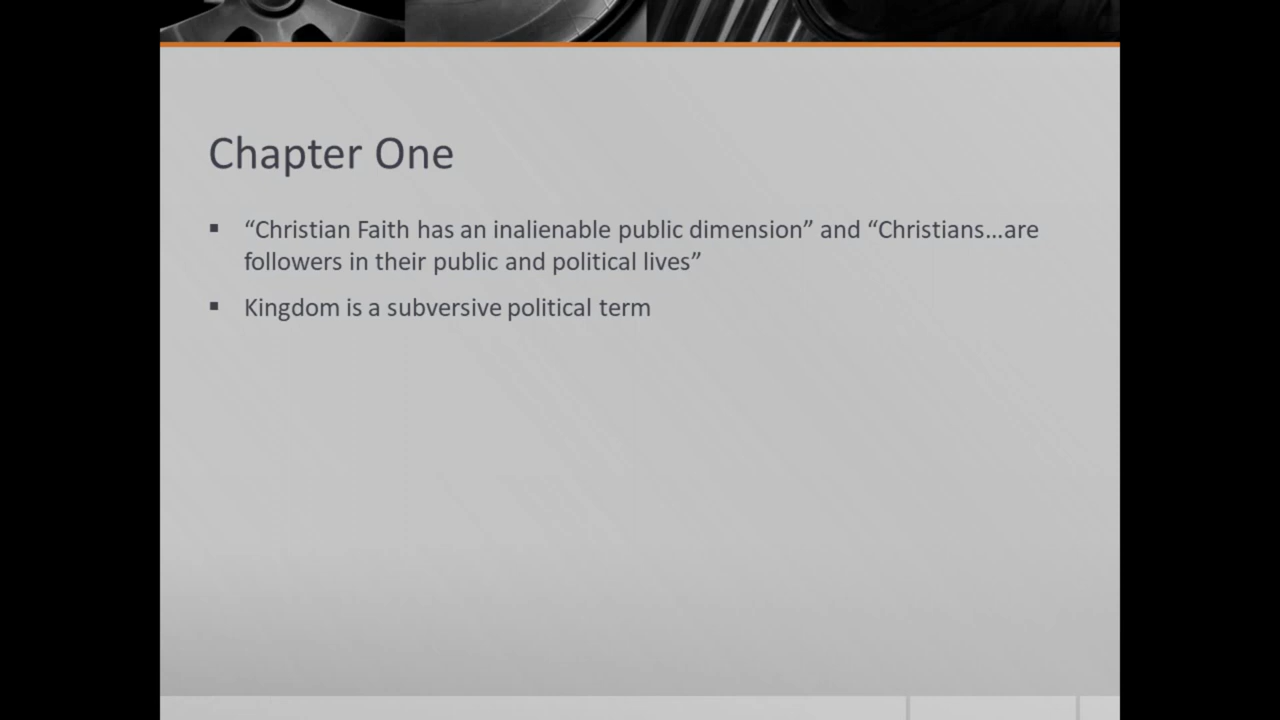 Chapter One
▪ “Christian Faith has an inalienable public dimension” and “Christians…are
followers in their public and political lives”
▪ Kingdom is a subversive political term